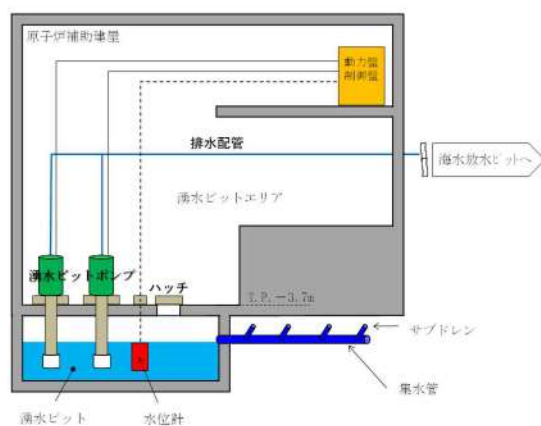 原子炉補助建屋
動力盤
制御盤
排水配管
海水放水ピットへ
湧水ピットエリア
湧水ピットポンプ
ハッチ
T.P.－3.7m
サブドレン
集水管
湧水ピット
水位計